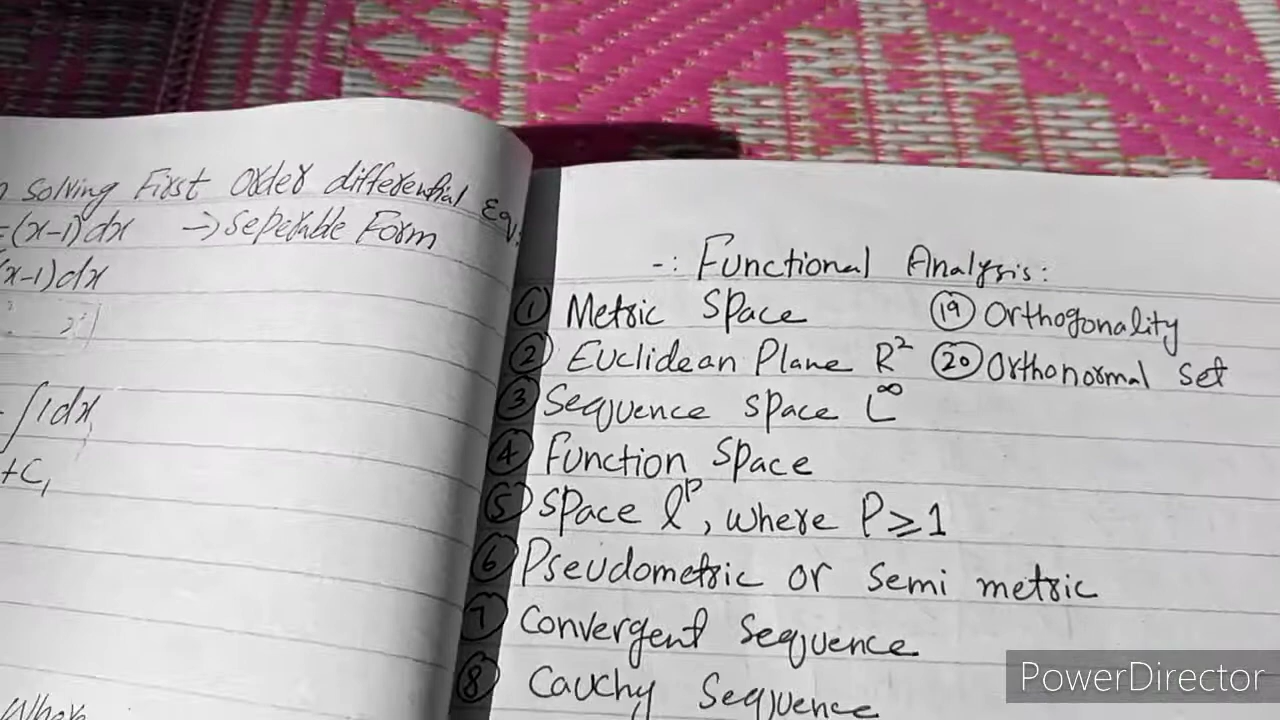 solving First order differential Eq:
=(x-1)dx → Seperable Form
(x-1)dx
∫1dx
+C₁
Where
-: Functional Analysis:
① Metric Space ⑲ Orthogonality
② Euclidean Plane R² ⑳ Orthonormal Set
③ Sequence space L^∞
④ Function Space
⑤ Space l^p, where P≥1
⑥ Pseudometric or Semi metric
⑦ Convergent Sequence
⑧ Cauchy Sequence
PowerDirector